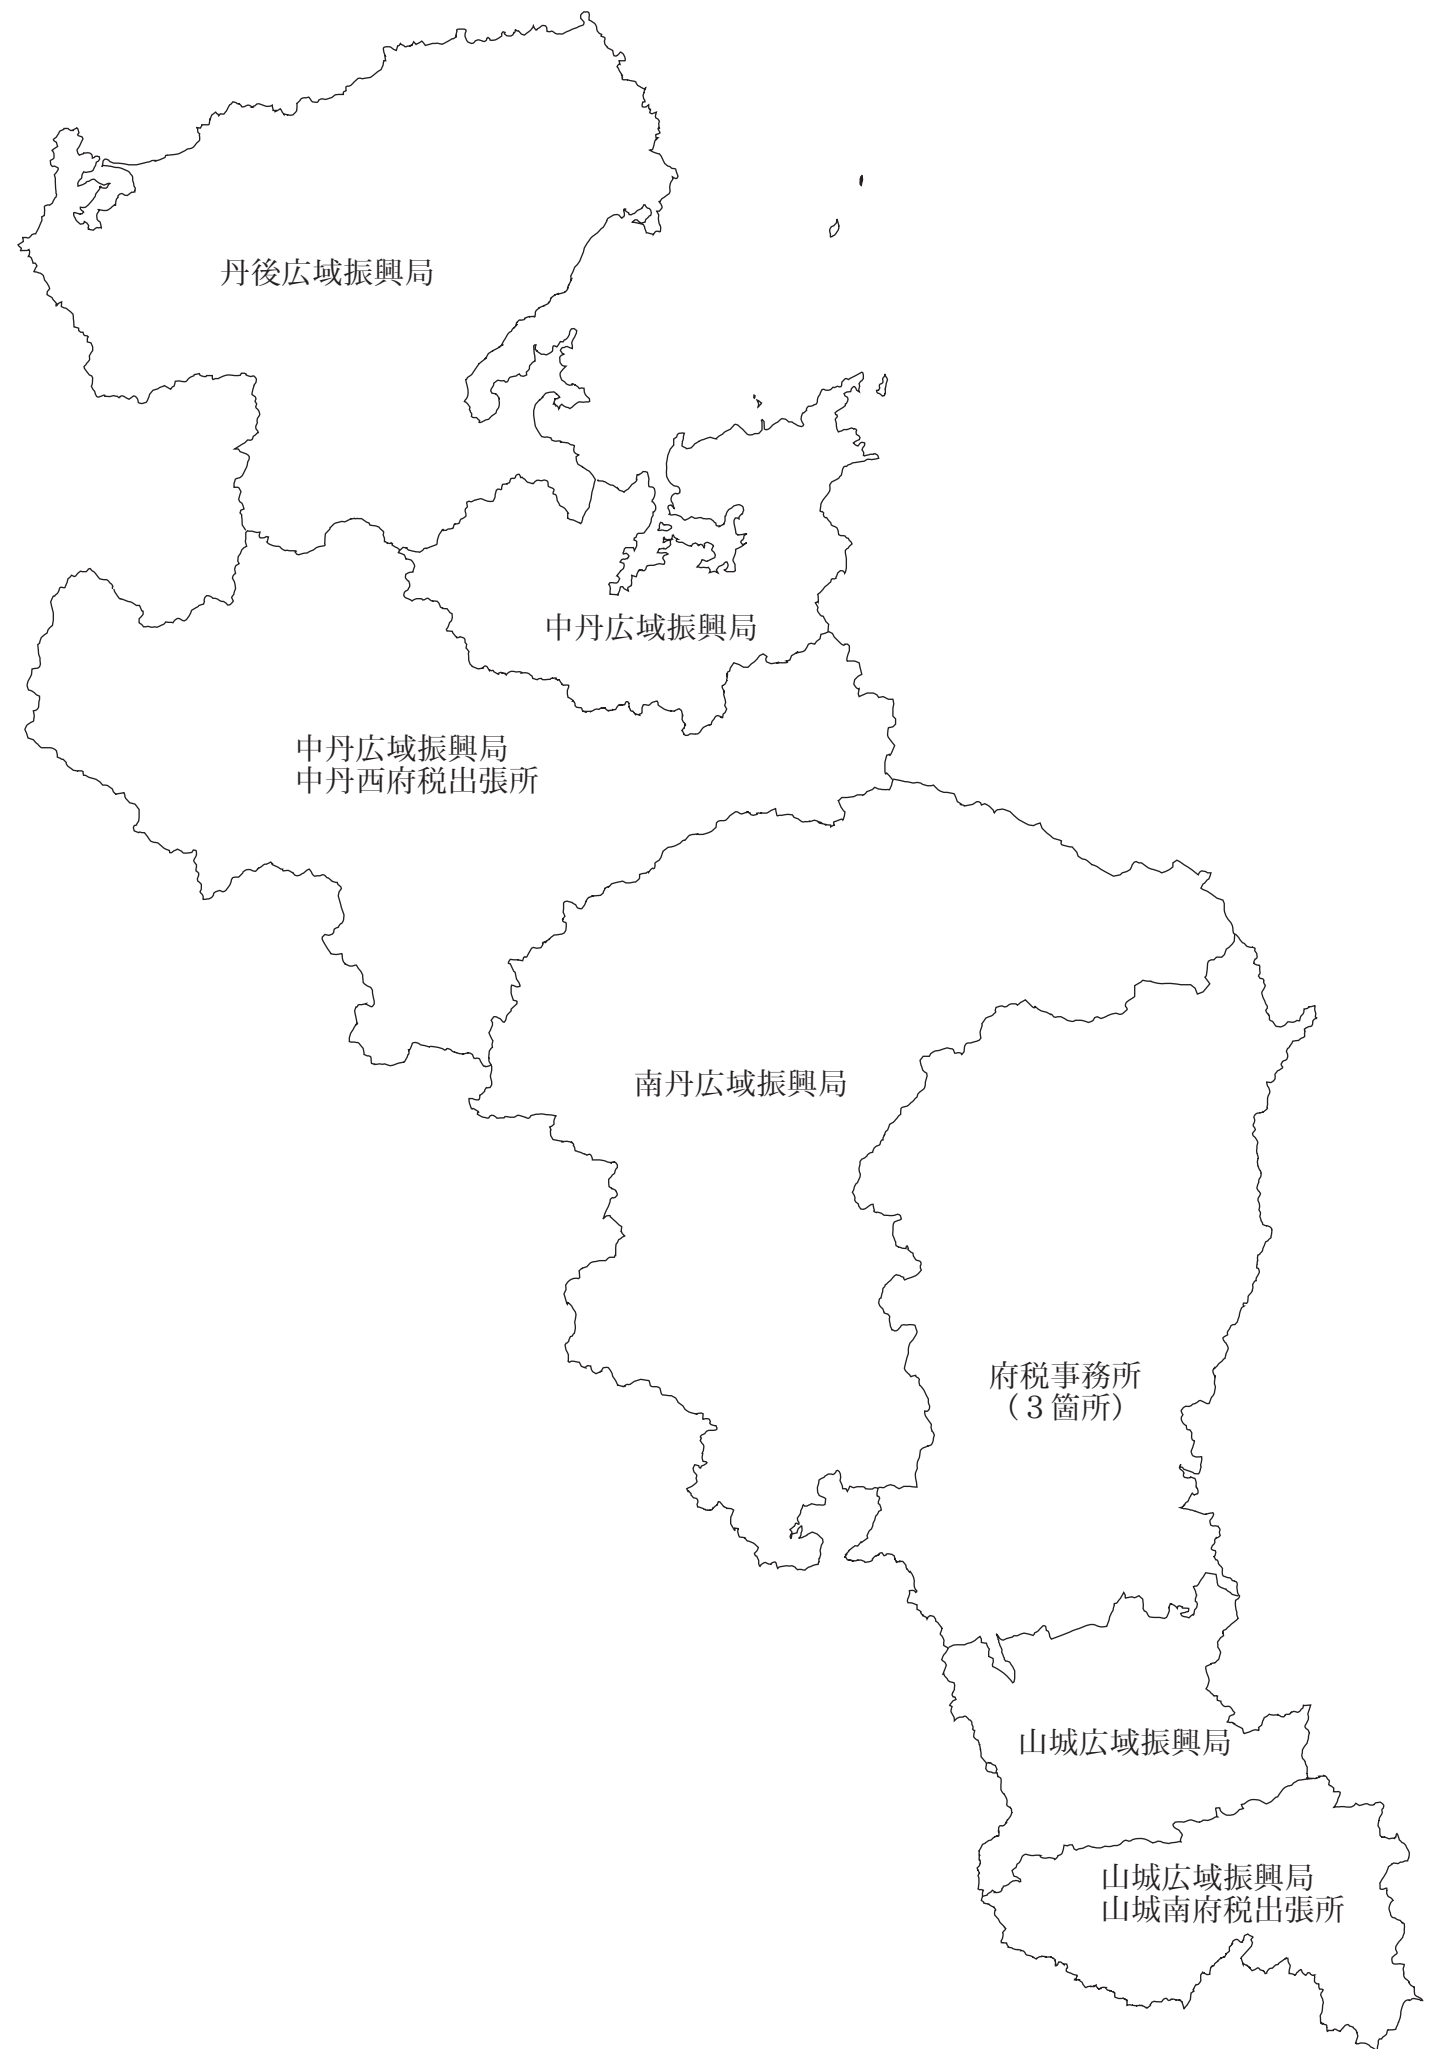 丹後広域振興局
中丹広域振興局
中丹広域振興局
中丹西府税出張所
南丹広域振興局
府税事務所
（３箇所）
山城広域振興局
山城広域振興局
山城南府税出張所